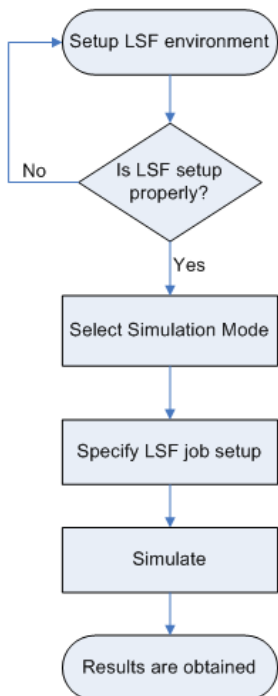 Setup LSF environment
Is LSF setup
properly?
No
Yes
Select Simulation Mode
Specify LSF job setup
Simulate
Results are obtained